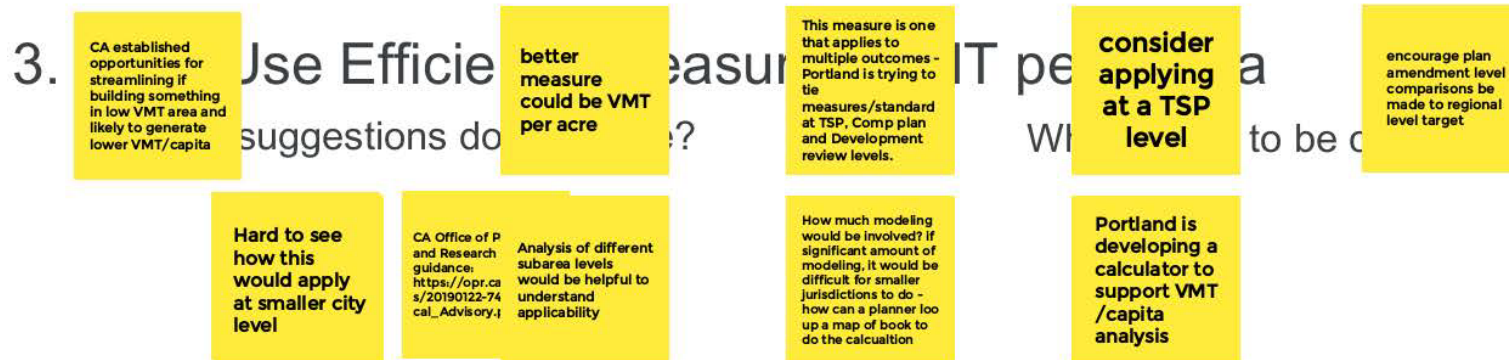 3.
Use Efficie
easur
T pe
a
suggestions do
?
Wh
to be c
CA established
opportunities for
streamlining if
building something
in low VMT area and
likely to generate
lower VMT/capita
better
measure
could be VMT
per acre
This measure is one
that applies to
multiple outcomes -
Portland is trying to
tie
measures/standard
at TSP, Comp plan
and Development
review levels.
consider
applying
at a TSP
level
encourage plan
amendment level
comparisons be
made to regional
level target
Hard to see
how this
would apply
at smaller city
level
CA Office of P
and Research
guidance:
https://opr.ca
s/20190122-74
cal_Advisory.p
Analysis of different
subarea levels
would be helpful to
understand
applicability
How much modeling
would be involved? if
significant amount of
modeling, it would be
difficult for smaller
jurisdictions to do -
how can a planner loo
up a map of book to
do the calcualtion
Portland is
developing a
calculator to
support VMT
/capita
analysis